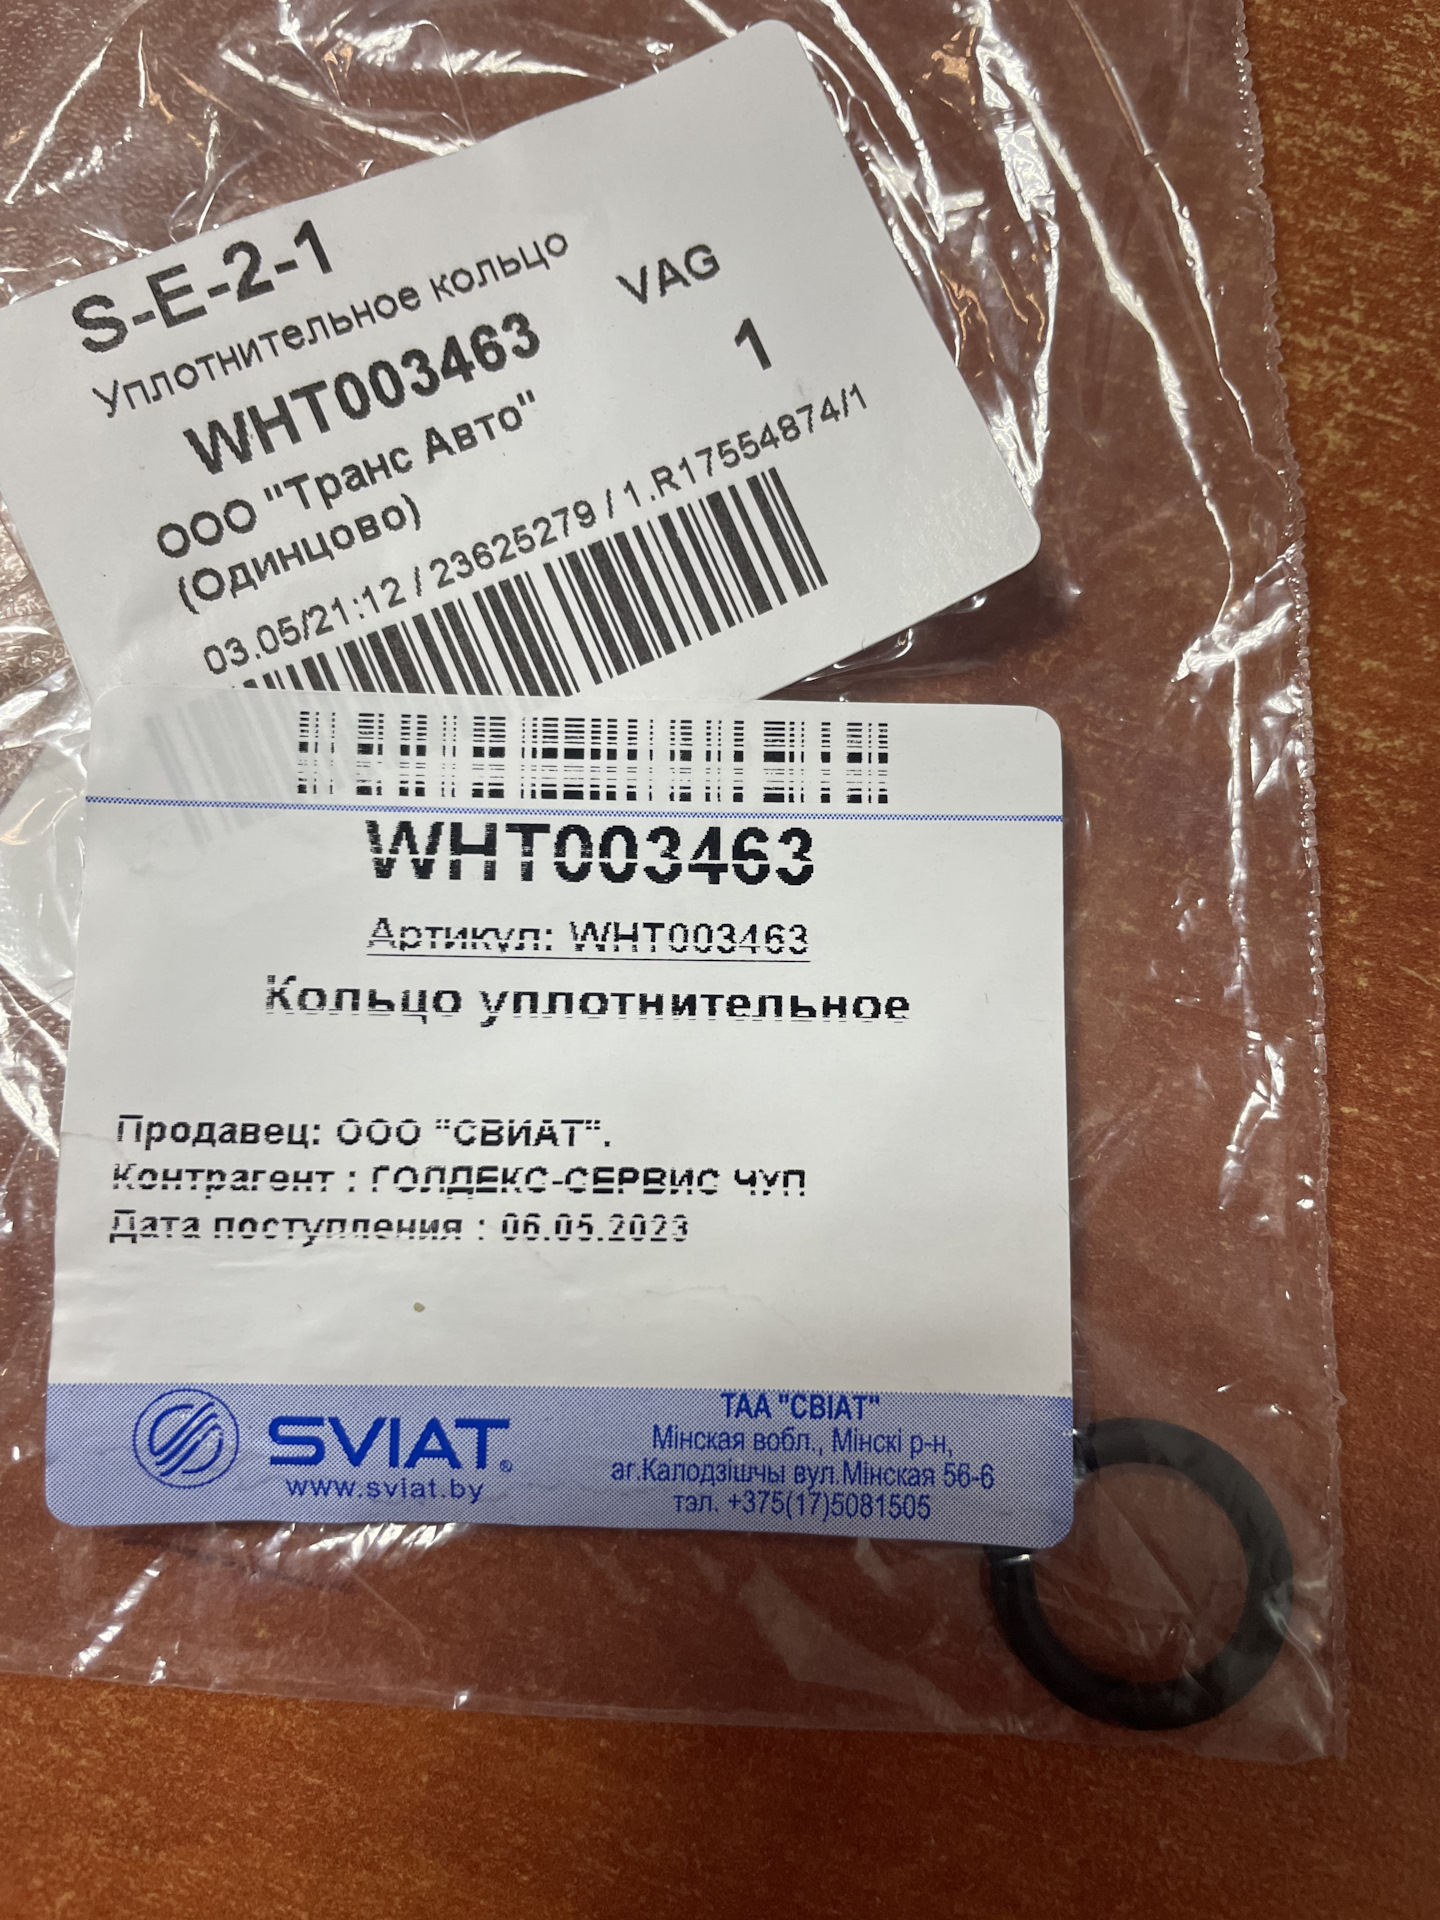 S-E-2-1
Уплотнительное кольцо
VAG
WHT003463
1
ООО "Транс Авто"
(Одинцово)
03.05/21:12 / 23625279 / 1.R17554874/1
WHT003463
Артикул: WHT003463
Кольцо уплотнительное
Продавец: ООО "СВИАТ".
Контрагент : ГОЛДЕКС-СЕРВИС ЧУП
Дата поступления : 06.05.2023
SVIAT®
www.sviat.by
ТАА "СВІАТ"
Мінская вобл., Мінскі р-н,
аг.Калодзішчы вул.Мінская 56-6
тэл. +375(17)5081505